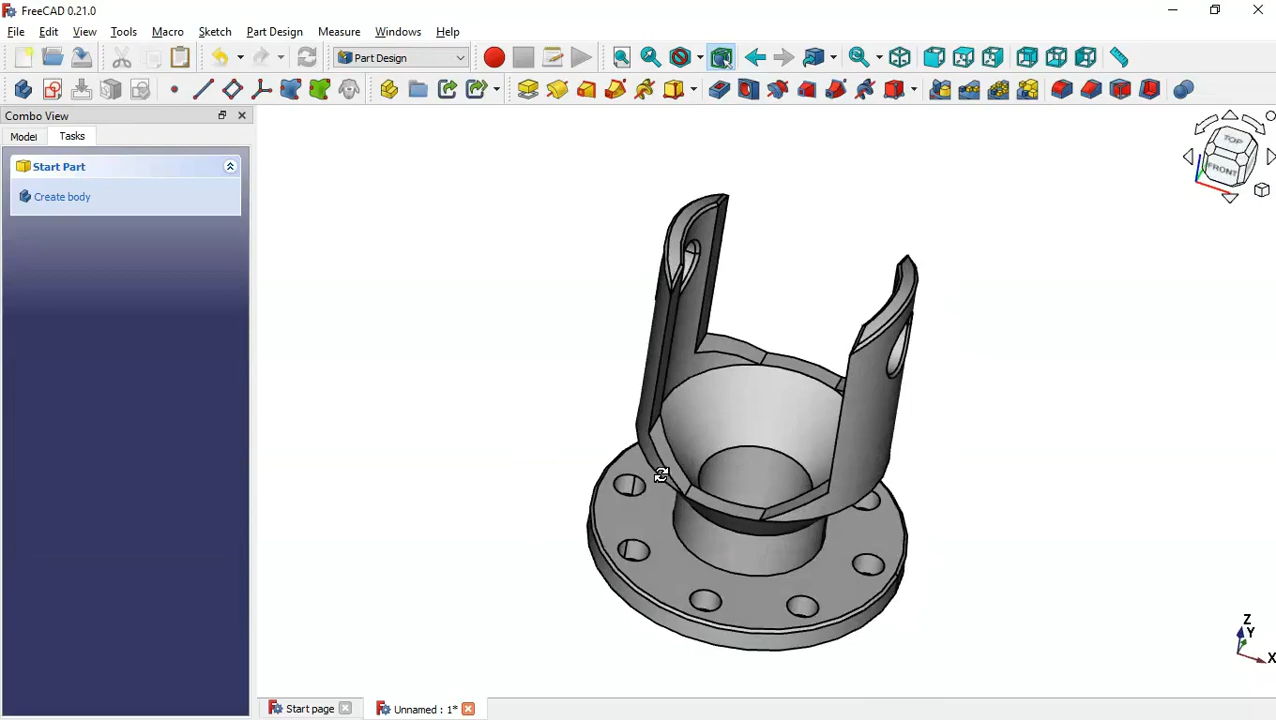 FreeCAD 0.21.0
File Edit View Tools Macro Sketch Part Design Measure Windows Help
Part Design
Combo View
Model Tasks
Start Part
Create body
TOP
FRONT
Z
Y
X
Start page
Unnamed : 1*